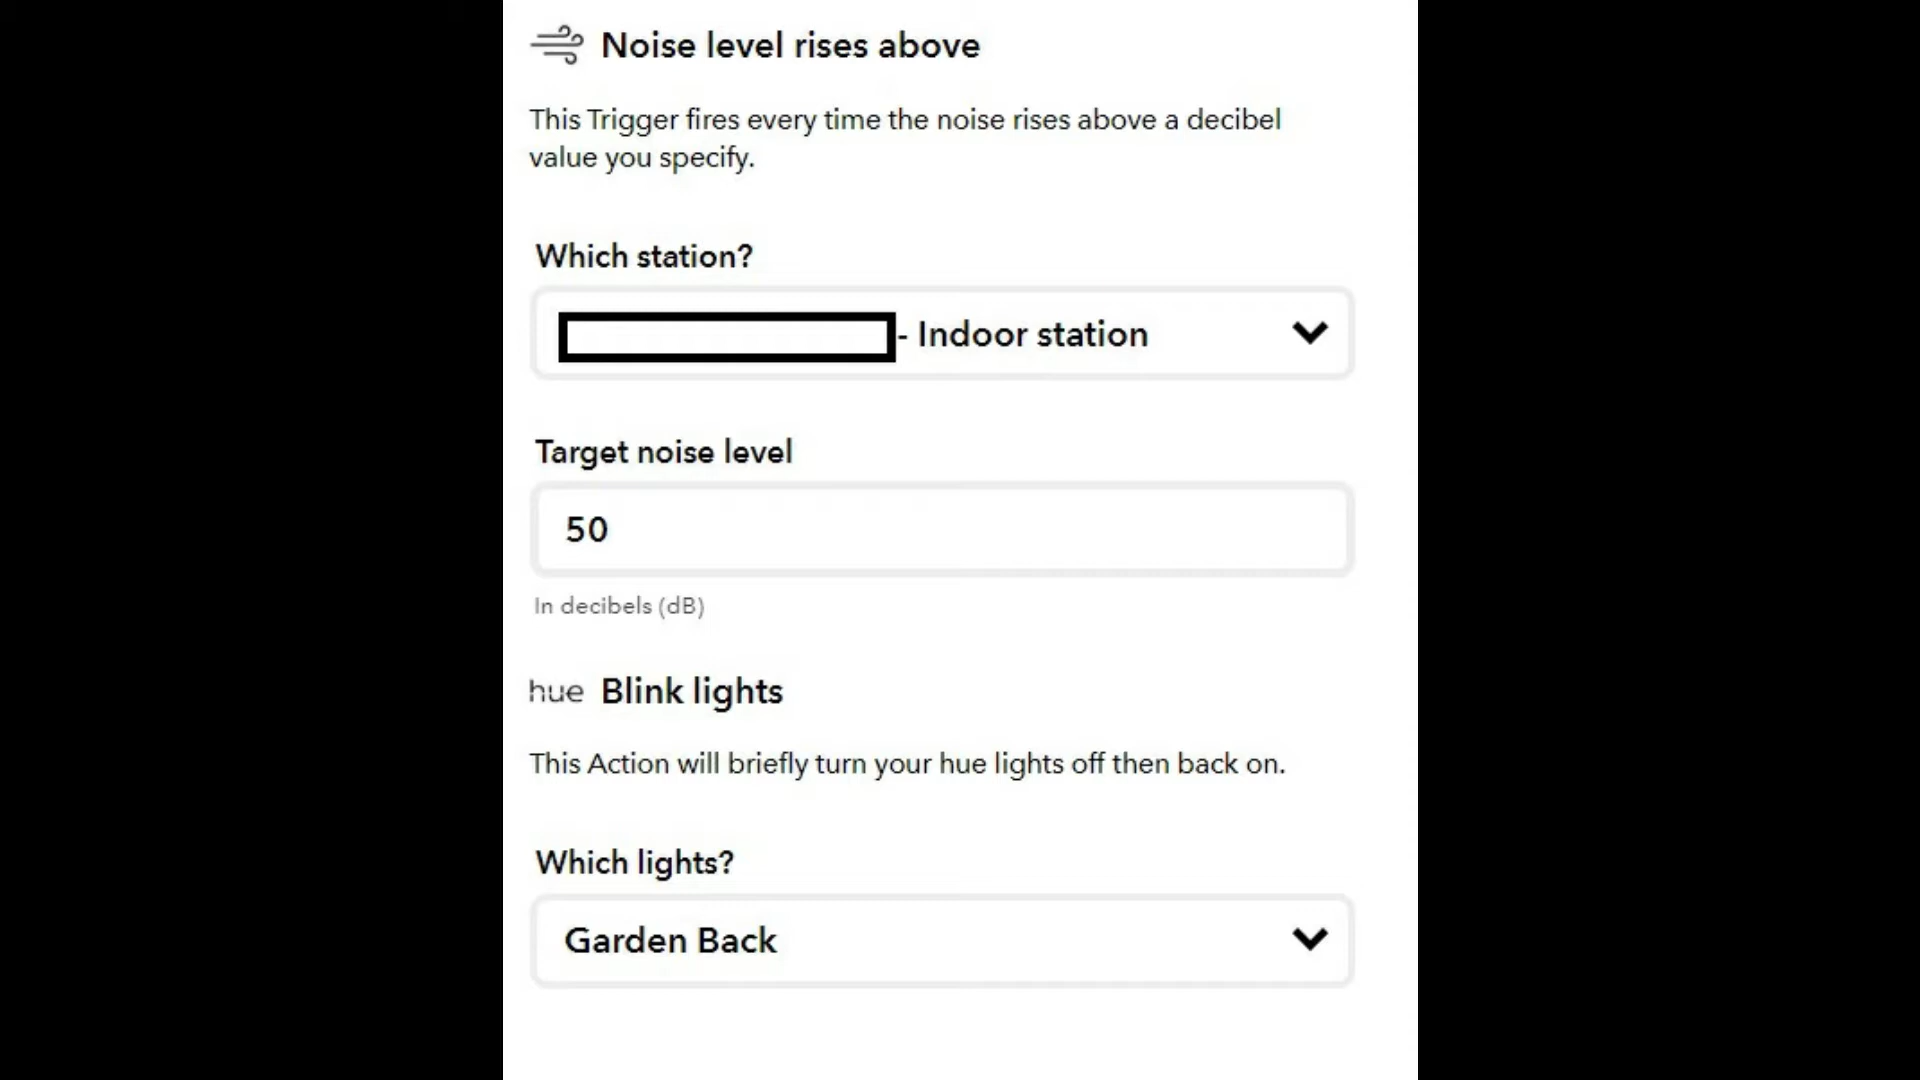 Noise level rises above
This Trigger fires every time the noise rises above a decibel
value you specify.
Which station?
- Indoor station
Target noise level
50
In decibels (dB)
hue Blink lights
This Action will briefly turn your hue lights off then back on.
Which lights?
Garden Back